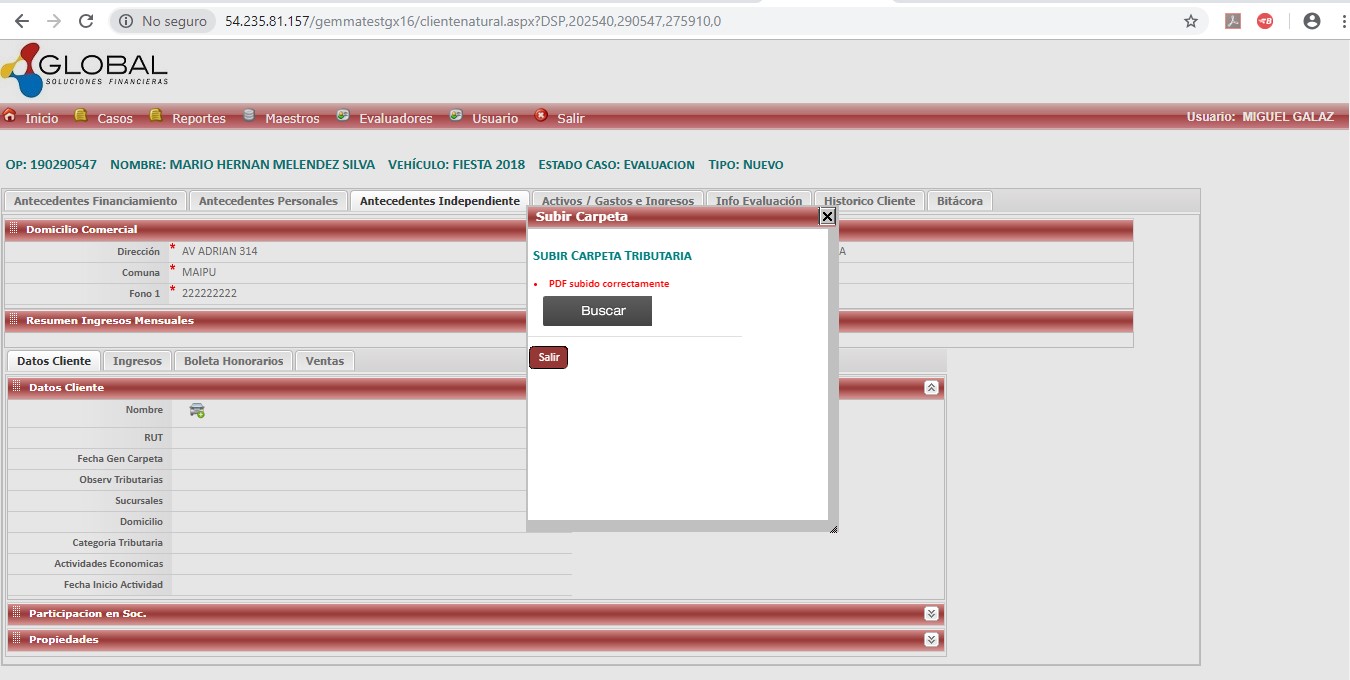 No seguro 54.235.81.157/gemmatestgx16/clientenatural.aspx?DSP,202540,290547,275910,0
GLOBAL
SOLUCIONES FINANCIERAS
Inicio Casos Reportes Maestros Evaluadores Usuario Salir Usuario: MIGUEL GALAZ
OP: 190290547 NOMBRE: MARIO HERNAN MELENDEZ SILVA VEHÍCULO: FIESTA 2018 ESTADO CASO: EVALUACION TIPO: NUEVO
Antecedentes Financiamiento Antecedentes Personales Antecedentes Independiente Activos / Gastos e Ingresos Info Evaluación Historico Cliente Bitácora
Subir Carpeta
Domicilio Comercial
Dirección * AV ADRIAN 314 A
SUBIR CARPETA TRIBUTARIA
Comuna * MAIPU
PDF subido correctamente
Fono 1 * 222222222
Buscar
Resumen Ingresos Mensuales
Salir
Datos Cliente Ingresos Boleta Honorarios Ventas
Datos Cliente
Nombre
RUT
Fecha Gen Carpeta
Observ Tributarias
Sucursales
Domicilio
Categoria Tributaria
Actividades Economicas
Fecha Inicio Actividad
Participacion en Soc.
Propiedades